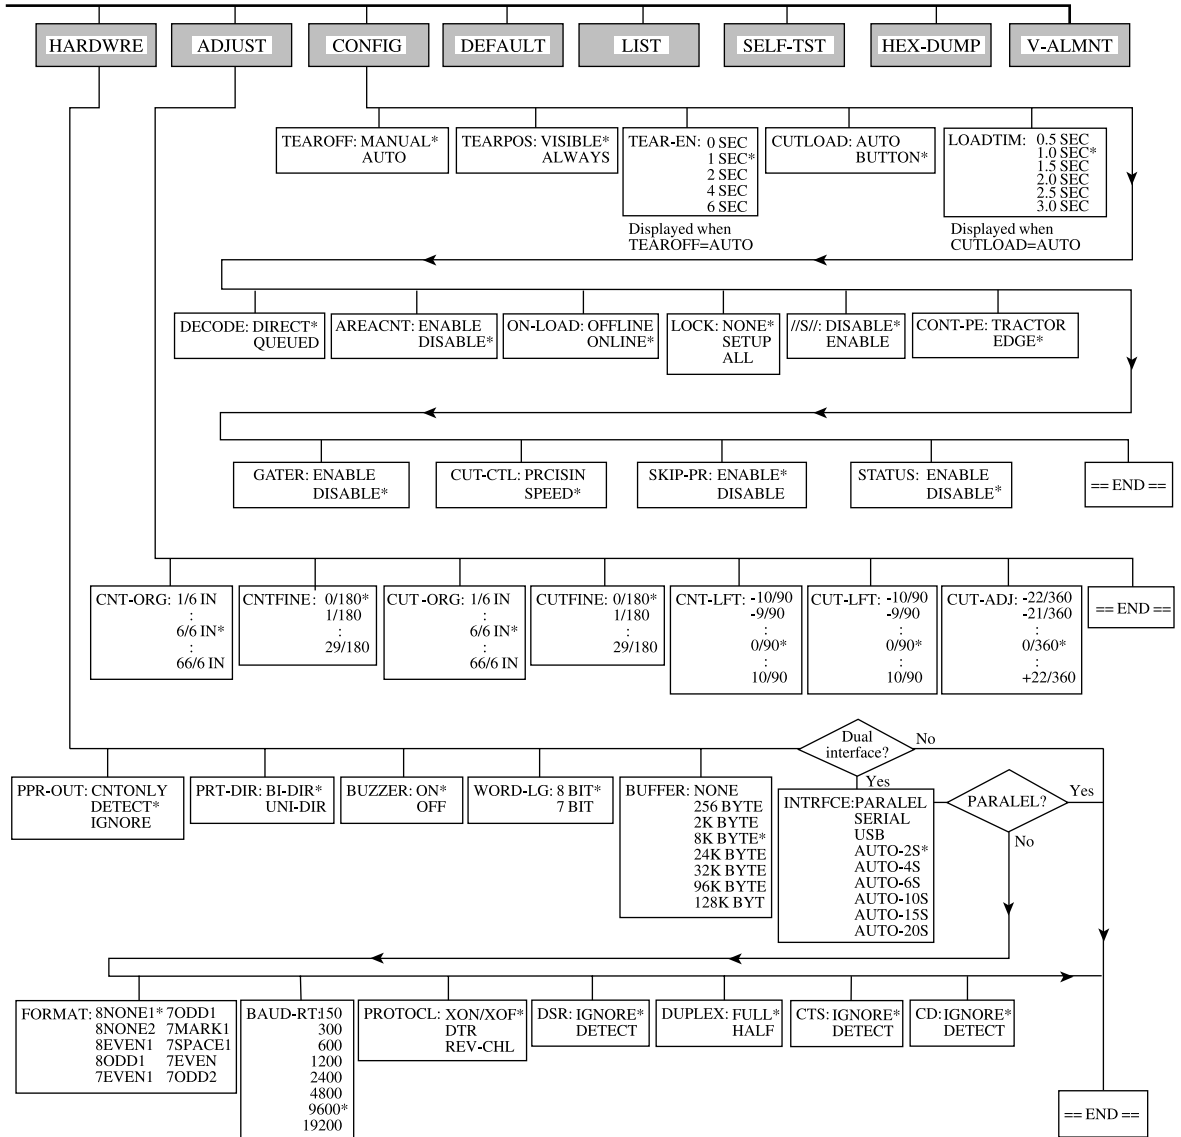 HARDWRE
ADJUST
CONFIG
DEFAULT
LIST
SELF-TST
HEX-DUMP
V-ALMNT
TEAROFF: MANUAL*
AUTO
TEARPOS: VISIBLE*
ALWAYS
TEAR-EN: 0 SEC
1 SEC*
2 SEC
4 SEC
6 SEC
Displayed when
TEAROFF=AUTO
CUTLOAD: AUTO
BUTTON*
LOADTIM: 0.5 SEC
1.0 SEC*
1.5 SEC
2.0 SEC
2.5 SEC
3.0 SEC
Displayed when
CUTLOAD=AUTO
DECODE: DIRECT*
QUEUED
AREACNT: ENABLE
DISABLE*
ON-LOAD: OFFLINE
ONLINE*
LOCK: NONE*
SETUP
ALL
//S//: DISABLE*
ENABLE
CONT-PE: TRACTOR
EDGE*
GATER: ENABLE
DISABLE*
CUT-CTL: PRCISIN
SPEED*
SKIP-PR: ENABLE*
DISABLE
STATUS: ENABLE
DISABLE*
== END ==
CNT-ORG: 1/6 IN
:
6/6 IN*
:
66/6 IN
CNTFINE: 0/180*
1/180
:
29/180
CUT-ORG: 1/6 IN
:
6/6 IN*
:
66/6 IN
CUTFINE: 0/180*
1/180
:
29/180
CNT-LFT: -10/90
-9/90
:
0/90*
:
10/90
CUT-LFT: -10/90
-9/90
:
0/90*
:
10/90
CUT-ADJ: -22/360
-21/360
:
0/360*
:
+22/360
== END ==
PPR-OUT: CNTONLY
DETECT*
IGNORE
PRT-DIR: BI-DIR*
UNI-DIR
BUZZER: ON*
OFF
WORD-LG: 8 BIT*
7 BIT
BUFFER: NONE
256 BYTE
2K BYTE
8K BYTE*
24K BYTE
32K BYTE
96K BYTE
128K BYT
Dual
interface?
No
Yes
INTRFCE:PARALEL
SERIAL
USB
AUTO-2S*
AUTO-4S
AUTO-6S
AUTO-10S
AUTO-15S
AUTO-20S
PARALEL?
Yes
No
FORMAT: 8NONE1* 7ODD1
8NONE2 7MARK1
8EVEN1 7SPACE1
8ODD1 7EVEN
7EVEN1 7ODD2
BAUD-RT:150
300
600
1200
2400
4800
9600*
19200
PROTOCL: XON/XOF*
DTR
REV-CHL
DSR: IGNORE*
DETECT
DUPLEX: FULL*
HALF
CTS: IGNORE*
DETECT
CD: IGNORE*
DETECT
== END ==